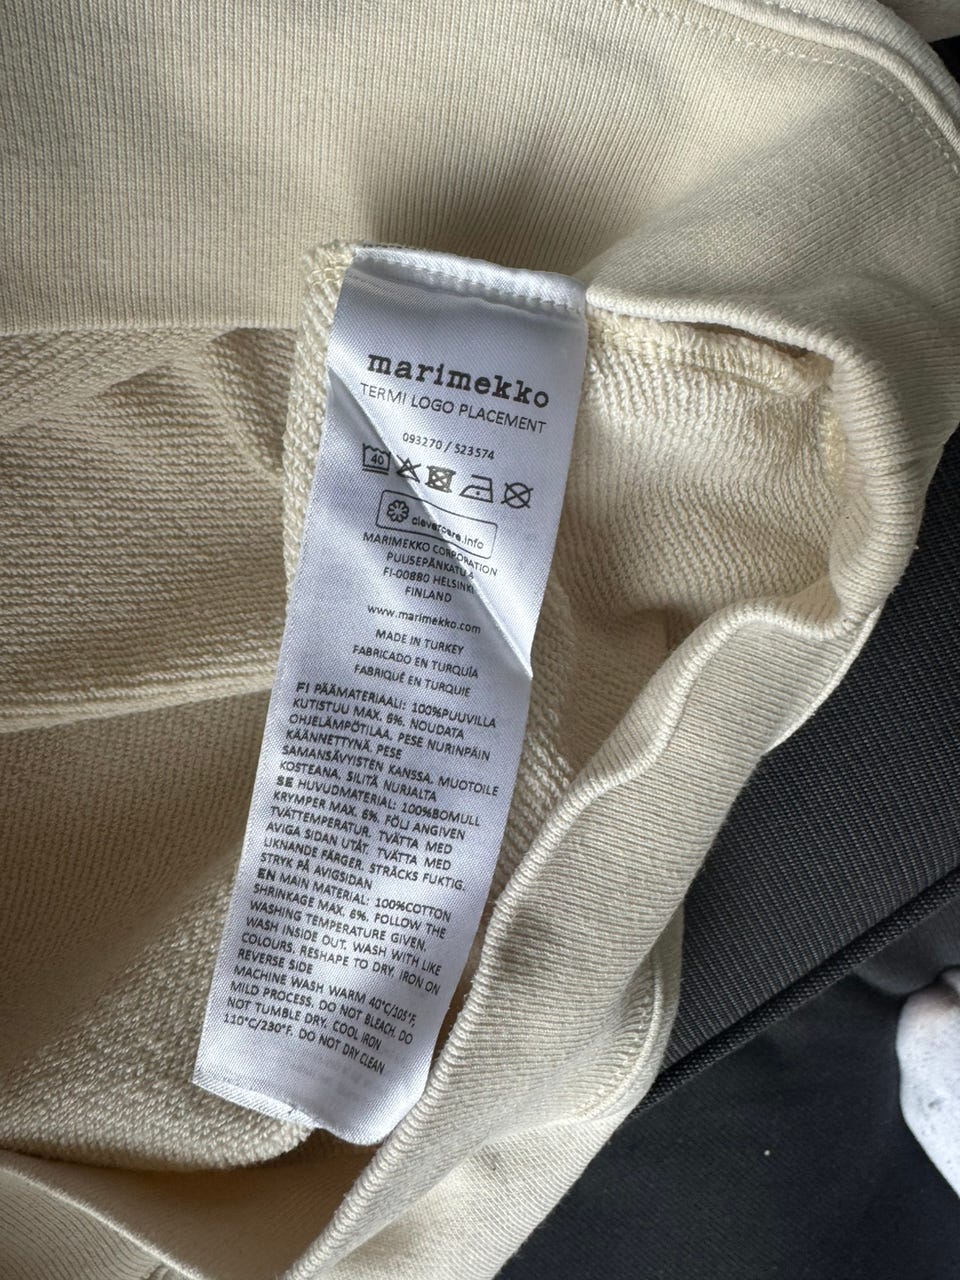 marimekko
TERMI LOGO PLACEMENT
093270 / 523574
40
clevercare.info
MARIMEKKO CORPORATION
PUUSEPÄNKATU 4
FI-00880 HELSINKI
FINLAND
www.marimekko.com
MADE IN TURKEY
FABRICADO EN TURQUÍA
FABRIQUÉ EN TURQUIE
FI PÄÄMATERIAALI: 100%PUUVILLA
KUTISTUU MAX. 6%. NOUDATA
OHJELÄMPÖTILAA. PESE NURINPÄIN
KÄÄNNETTYNÄ. PESE
SAMANSÄVYISTEN KANSSA. MUOTOILE
KOSTEANA, SILITÄ NURJALTA
SE HUVUDMATERIAL: 100%BOMULL
KRYMPER MAX. 6%. FÖLJ ANGIVEN
TVÄTTEMPERATUR. TVÄTTA MED
AVIGA SIDAN UTÅT. TVÄTTA MED
LIKNANDE FÄRGER. STRÄCKS FUKTIG.
STRYK PÅ AVIGSIDAN
EN MAIN MATERIAL: 100%COTTON
SHRINKAGE MAX. 6%. FOLLOW THE
WASHING TEMPERATURE GIVEN.
WASH INSIDE OUT. WASH WITH LIKE
COLOURS. RESHAPE TO DRY. IRON ON
REVERSE SIDE
MACHINE WASH WARM 40°C/105°F,
MILD PROCESS. DO NOT BLEACH. DO
NOT TUMBLE DRY. COOL IRON
110°C/230°F. DO NOT DRY CLEAN